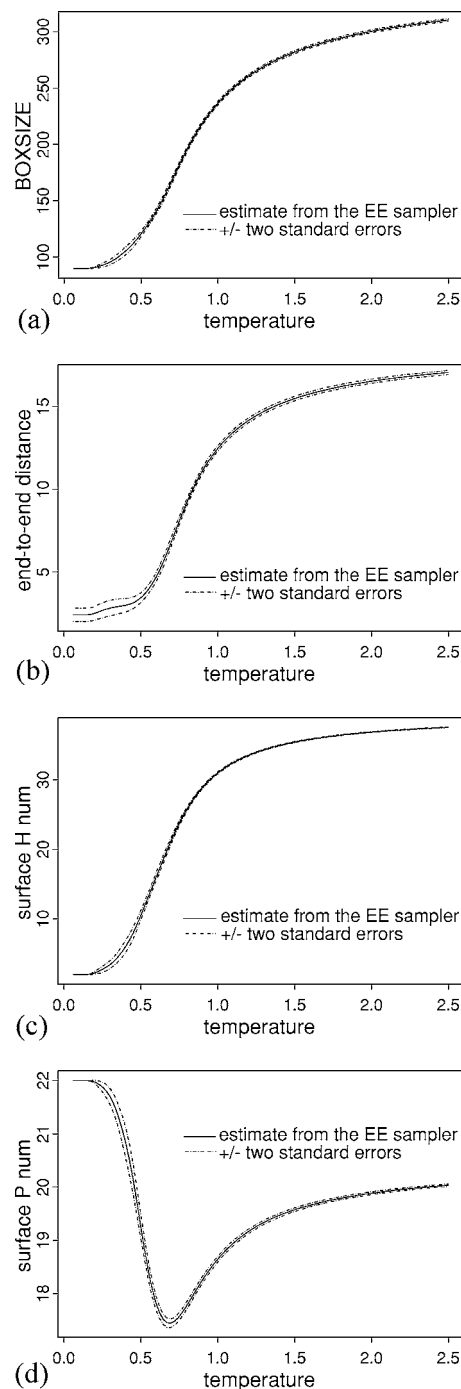 300
250
200
150
100
BOXSIZE
estimate from the EE sampler
+/- two standard errors
0.0 0.5 1.0 1.5 2.0 2.5
(a) temperature
15
10
5
end-to-end distance
estimate from the EE sampler
+/- two standard errors
0.0 0.5 1.0 1.5 2.0 2.5
(b) temperature
30
20
10
surface H num
estimate from the EE sampler
+/- two standard errors
0.0 0.5 1.0 1.5 2.0 2.5
(c) temperature
22
21
20
19
18
surface P num
estimate from the EE sampler
+/- two standard errors
0.0 0.5 1.0 1.5 2.0 2.5
(d) temperature